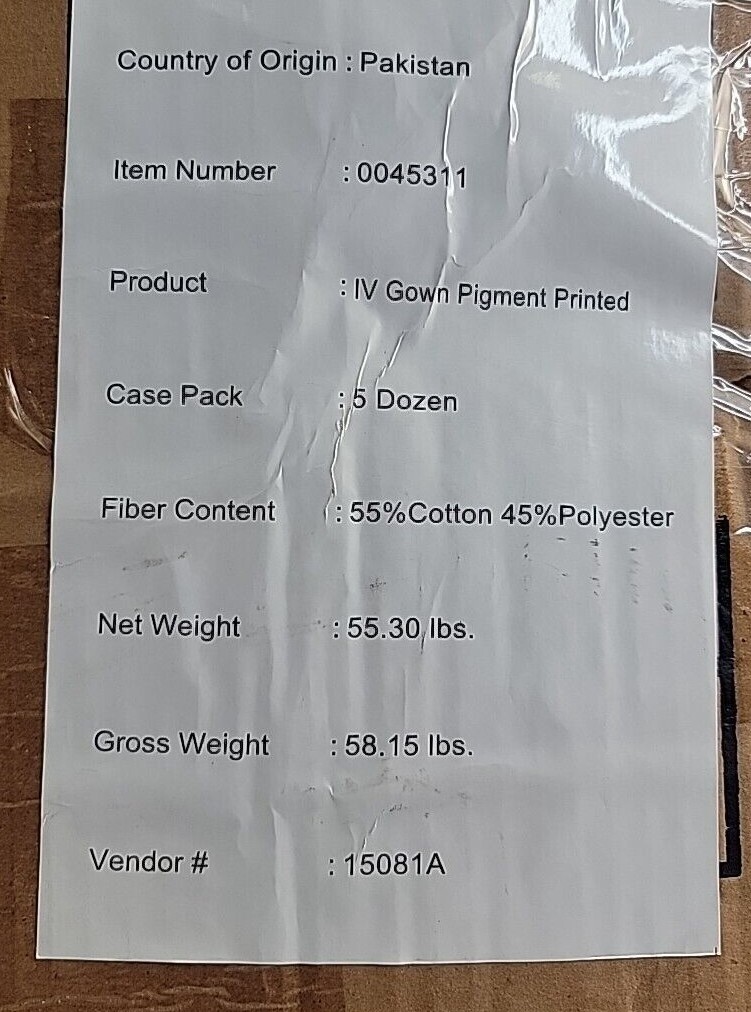 Country of Origin : Pakistan
Item Number : 0045311
Product : IV Gown Pigment Printed
Case Pack : 5 Dozen
Fiber Content : 55%Cotton 45%Polyester
Net Weight : 55.30 lbs.
Gross Weight : 58.15 lbs.
Vendor # : 15081A